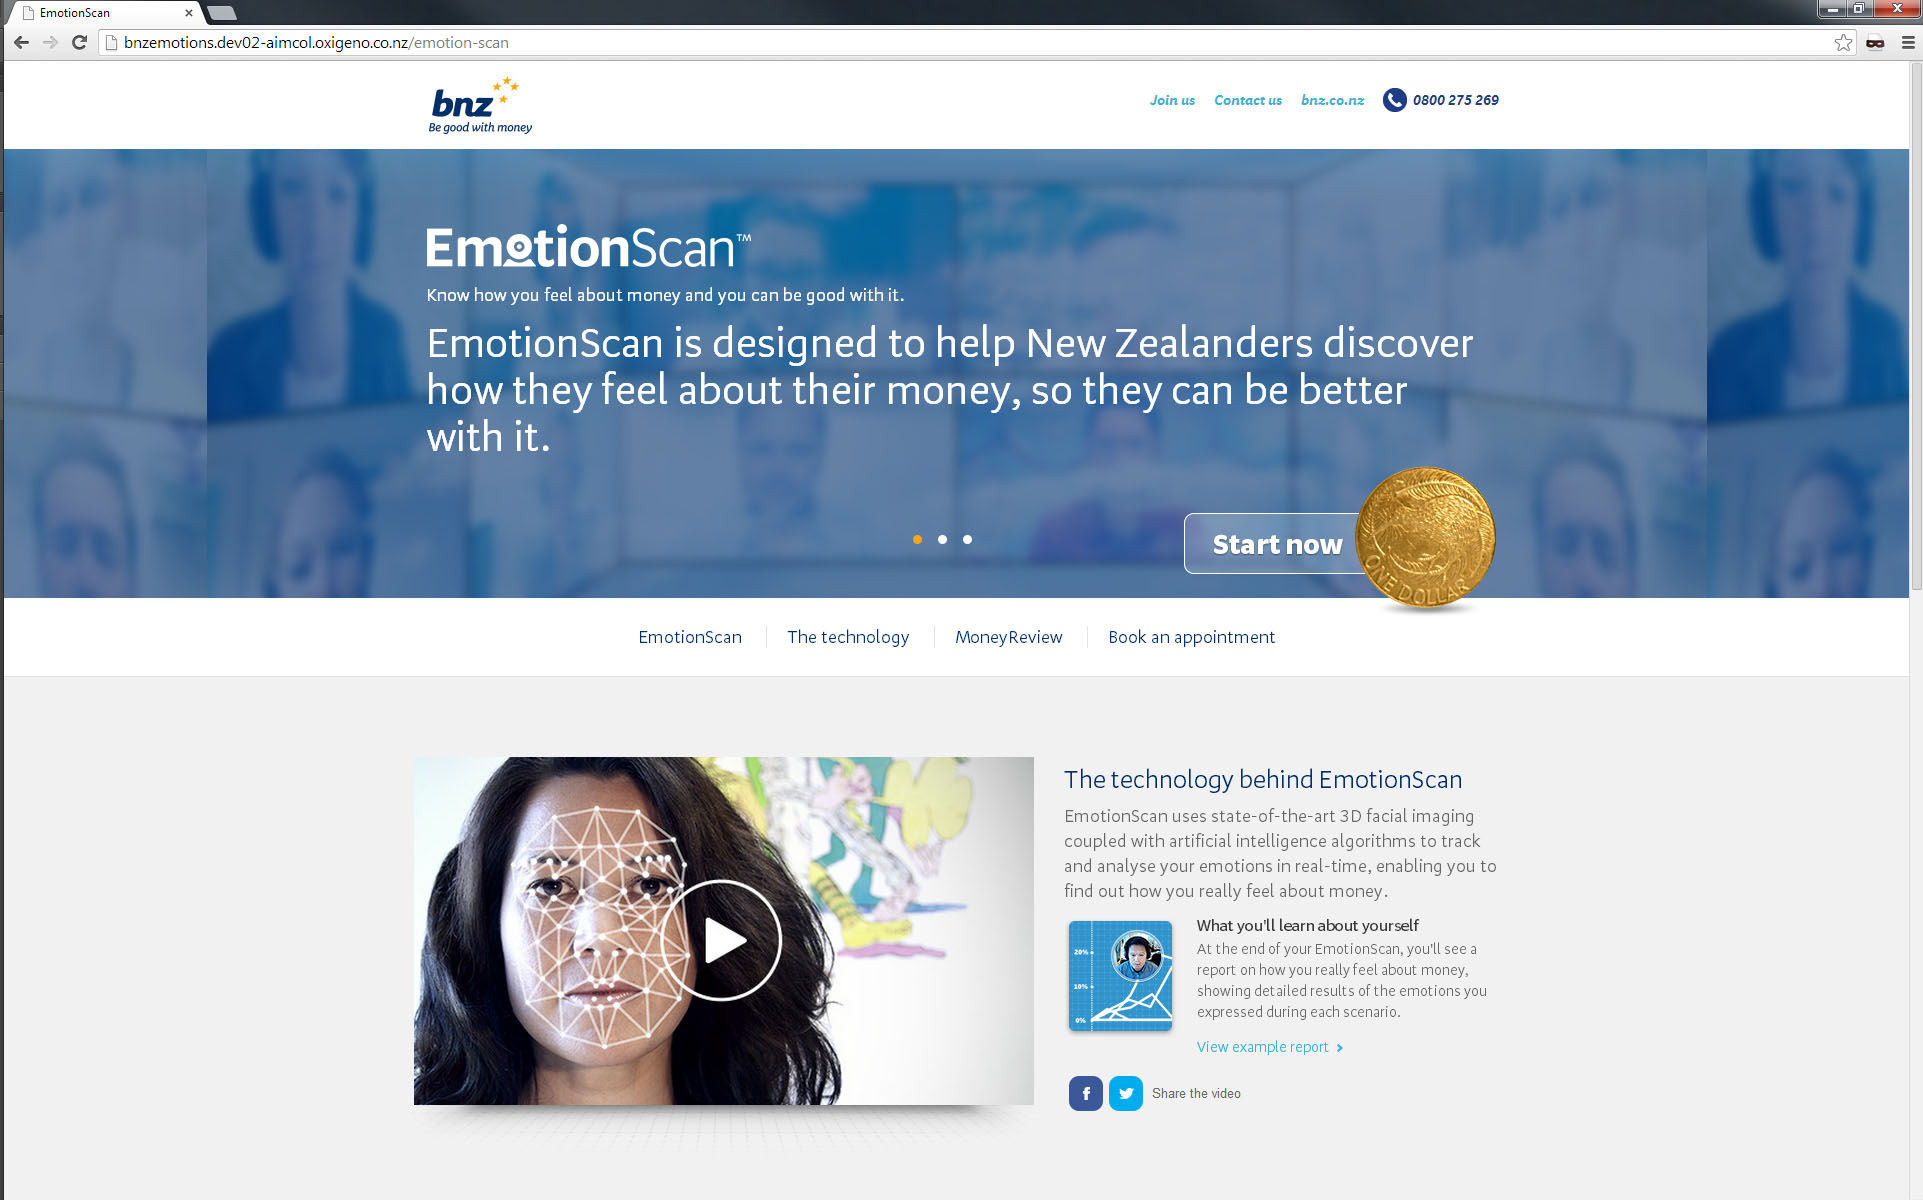 EmotionScan
bnzemotions.dev02-aimcol.oxigeno.co.nz/emotion-scan
bnz
Be good with money
Join us
Contact us
bnz.co.nz
0800 275 269
EmotionScan™
Know how you feel about money and you can be good with it.
EmotionScan is designed to help New Zealanders discover
how they feel about their money, so they can be better
with it.
Start now
ONE DOLLAR
EmotionScan
The technology
MoneyReview
Book an appointment
The technology behind EmotionScan
EmotionScan uses state-of-the-art 3D facial imaging
coupled with artificial intelligence algorithms to track
and analyse your emotions in real-time, enabling you to
find out how you really feel about money.
20%
10%
0%
What you'll learn about yourself
At the end of your EmotionScan, you'll see a
report on how you really feel about money,
showing detailed results of the emotions you
expressed during each scenario.
View example report
f
Share the video